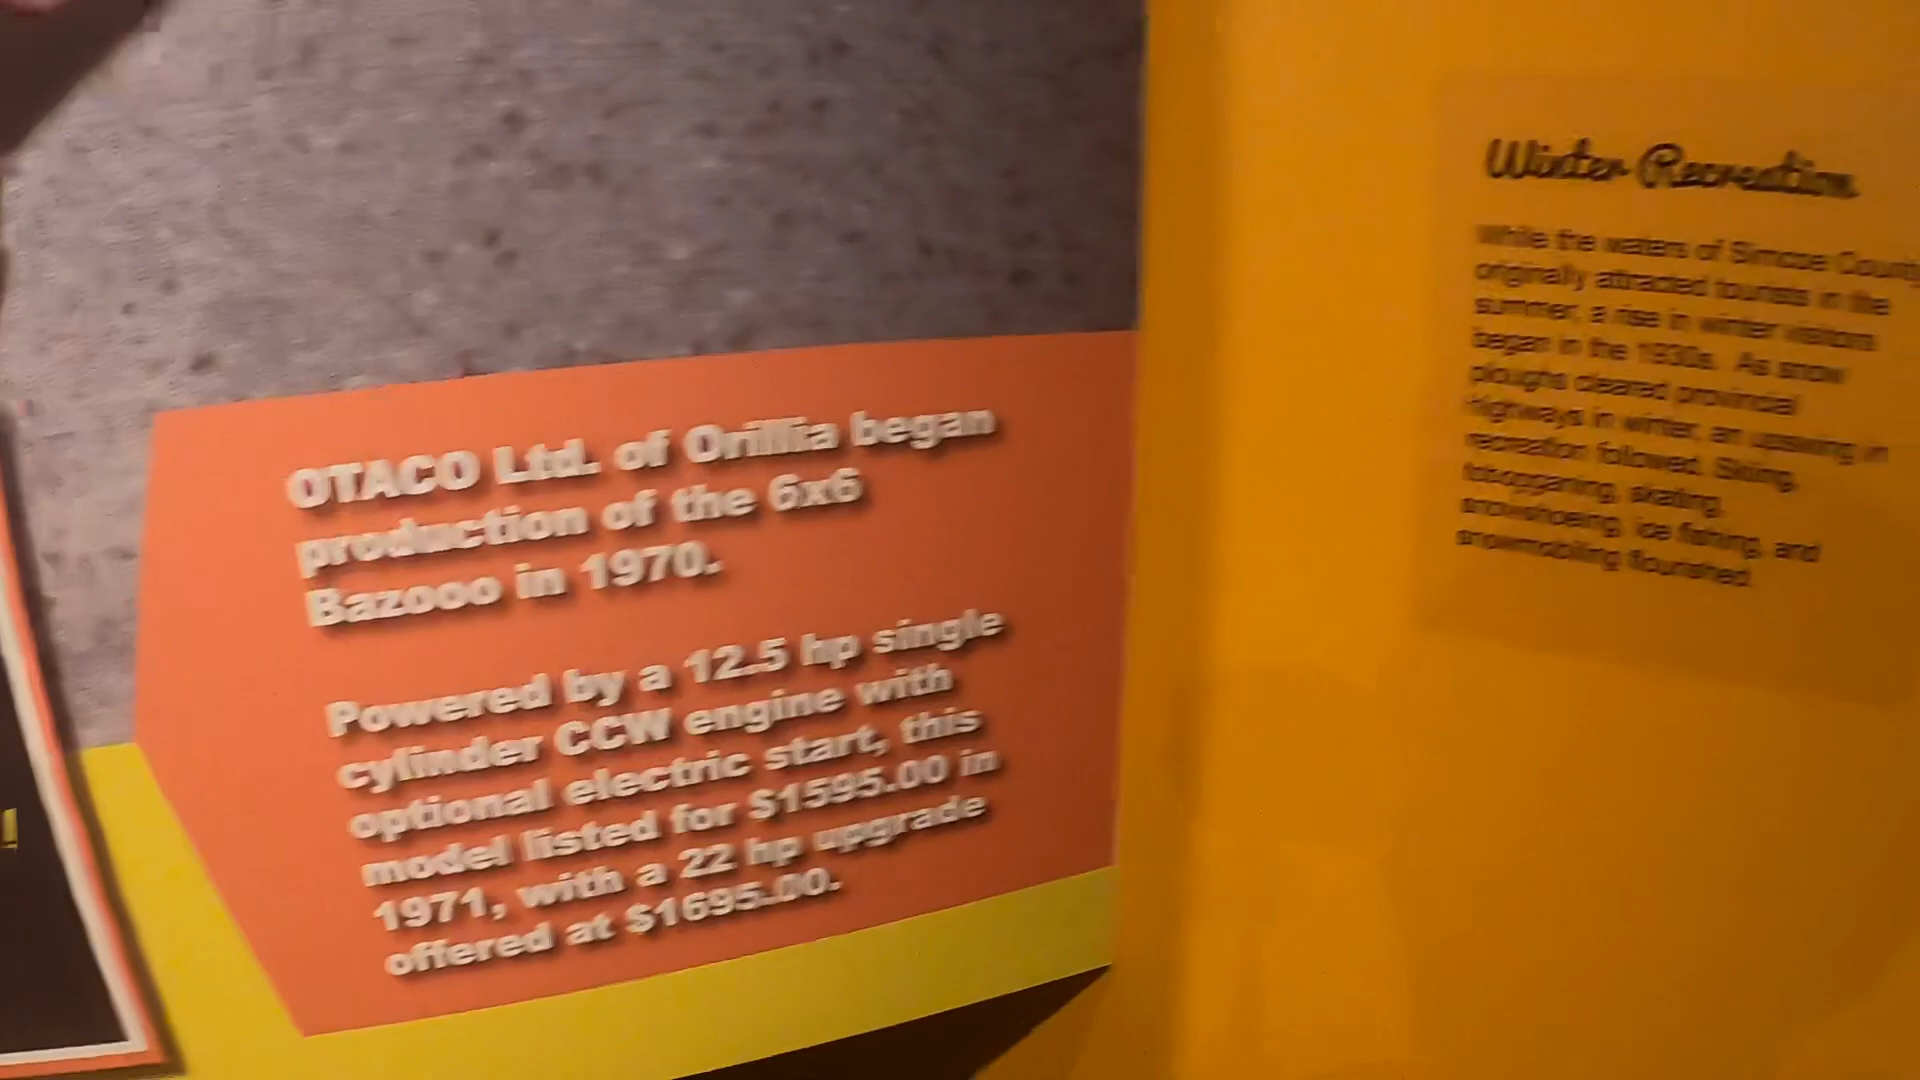 OTACO Ltd. of Orillia began
production of the 6x6
Bazooo in 1970.
Powered by a 12.5 hp single
cylinder CCW engine with
optional electric start, this
model listed for $1595.00 in
1971, with a 22 hp upgrade
offered at $1695.00.
!
Winter Recreation
While the waters of Simcoe County
originally attracted tourists in the
summer, a rise in winter visitors
began in the 1930s. As snow
ploughs cleared provincial
highways in winter, an upswing in
recreation followed. Skiing,
tobogganing, skating,
snowshoeing, ice fishing, and
snowmobiling flourished.